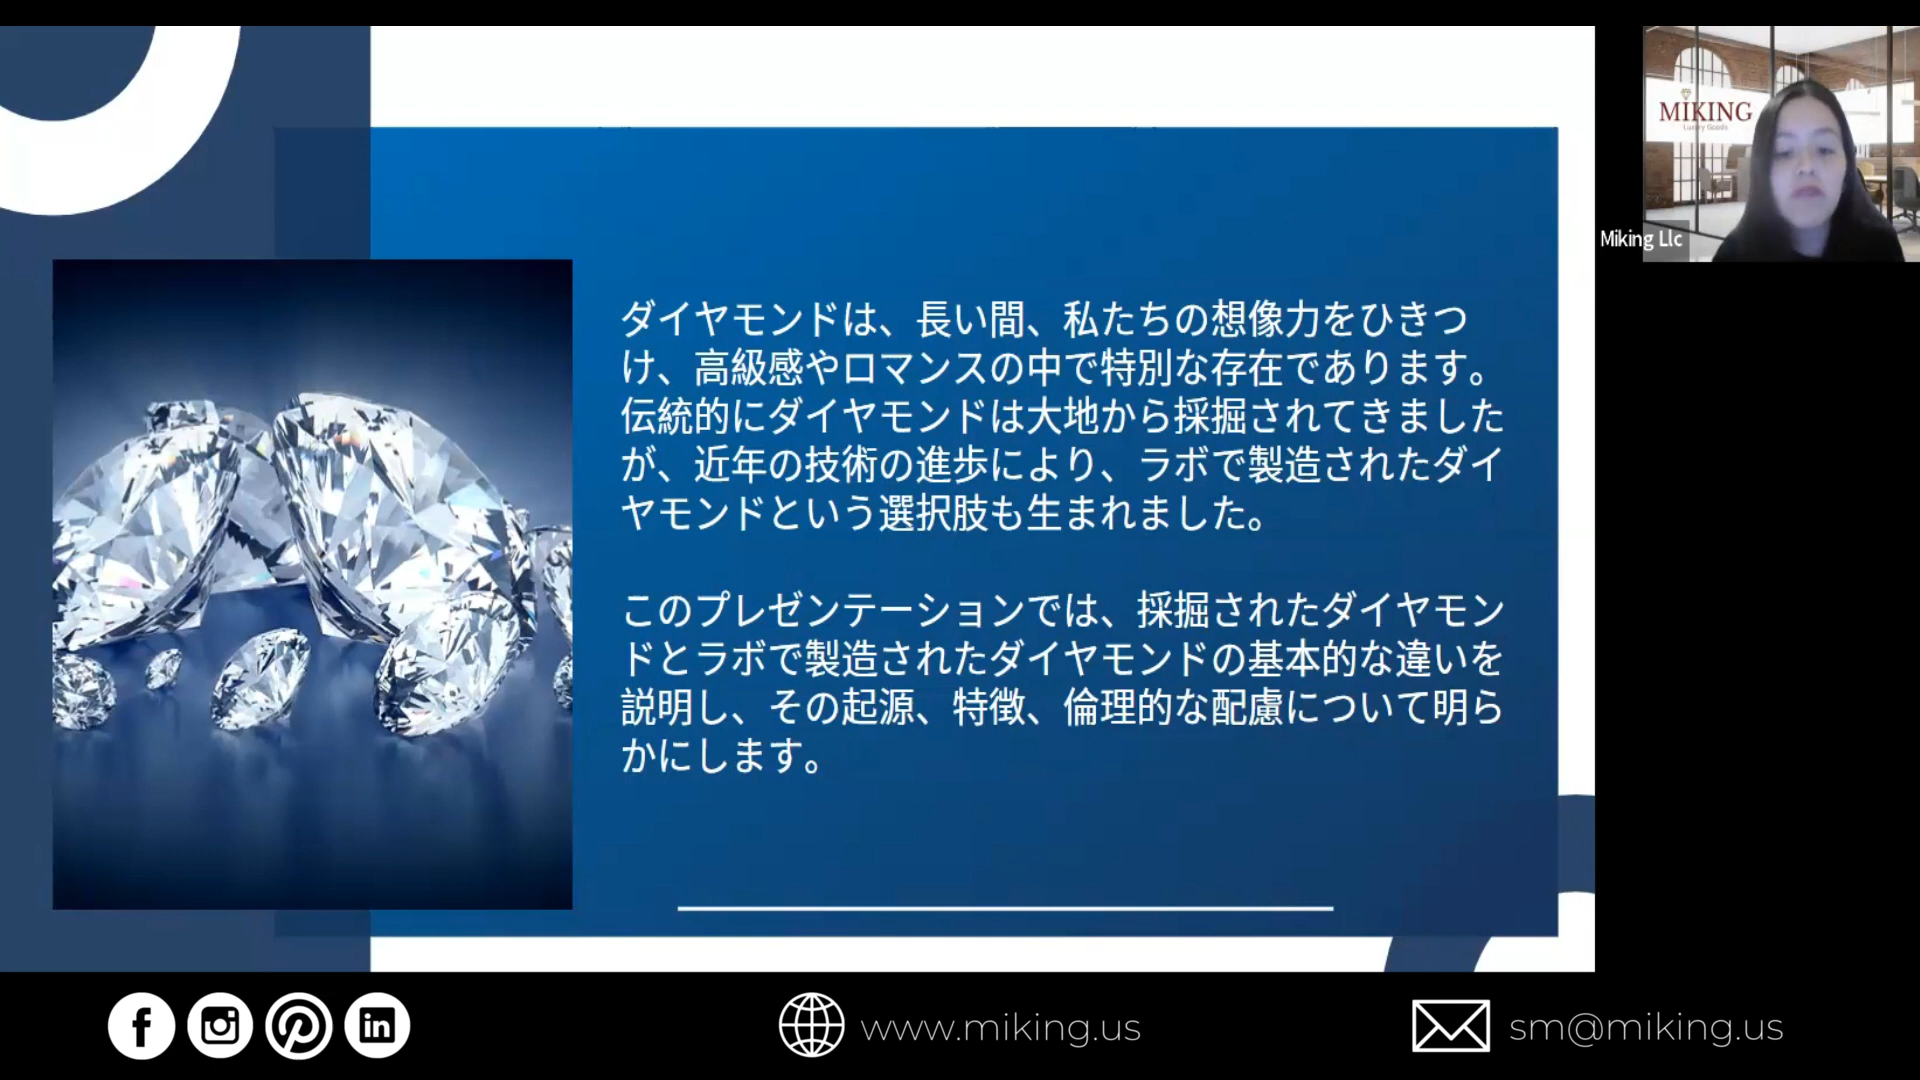 ダイヤモンドは、長い間、私たちの想像力をひきつ
け、高級感やロマンスの中で特別な存在であります。
伝統的にダイヤモンドは大地から採掘されてきました
が、近年の技術の進歩により、ラボで製造されたダイ
ヤモンドという選択肢も生まれました。
このプレゼンテーションでは、採掘されたダイヤモン
ドとラボで製造されたダイヤモンドの基本的な違いを
説明し、その起源、特徴、倫理的な配慮について明ら
かにします。
MIKING
Luxury Goods
Miking Llc
www.miking.us
sm@miking.us